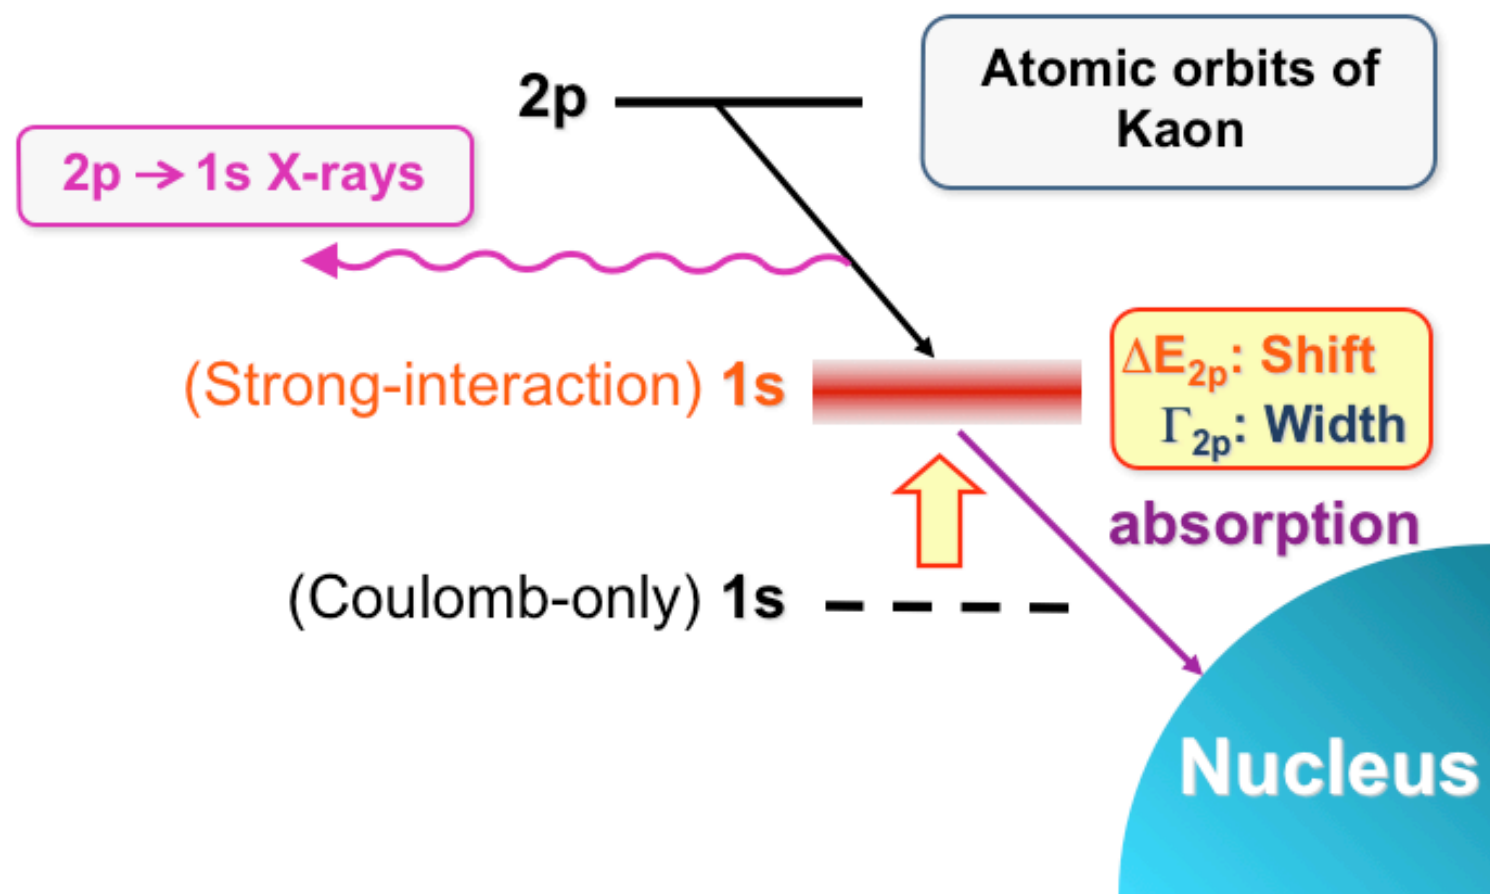 2p
Atomic orbits of
Kaon
2p → 1s X-rays
(Strong-interaction) 1s
ΔE2p: Shift
Γ2p: Width
absorption
(Coulomb-only) 1s
Nucleus